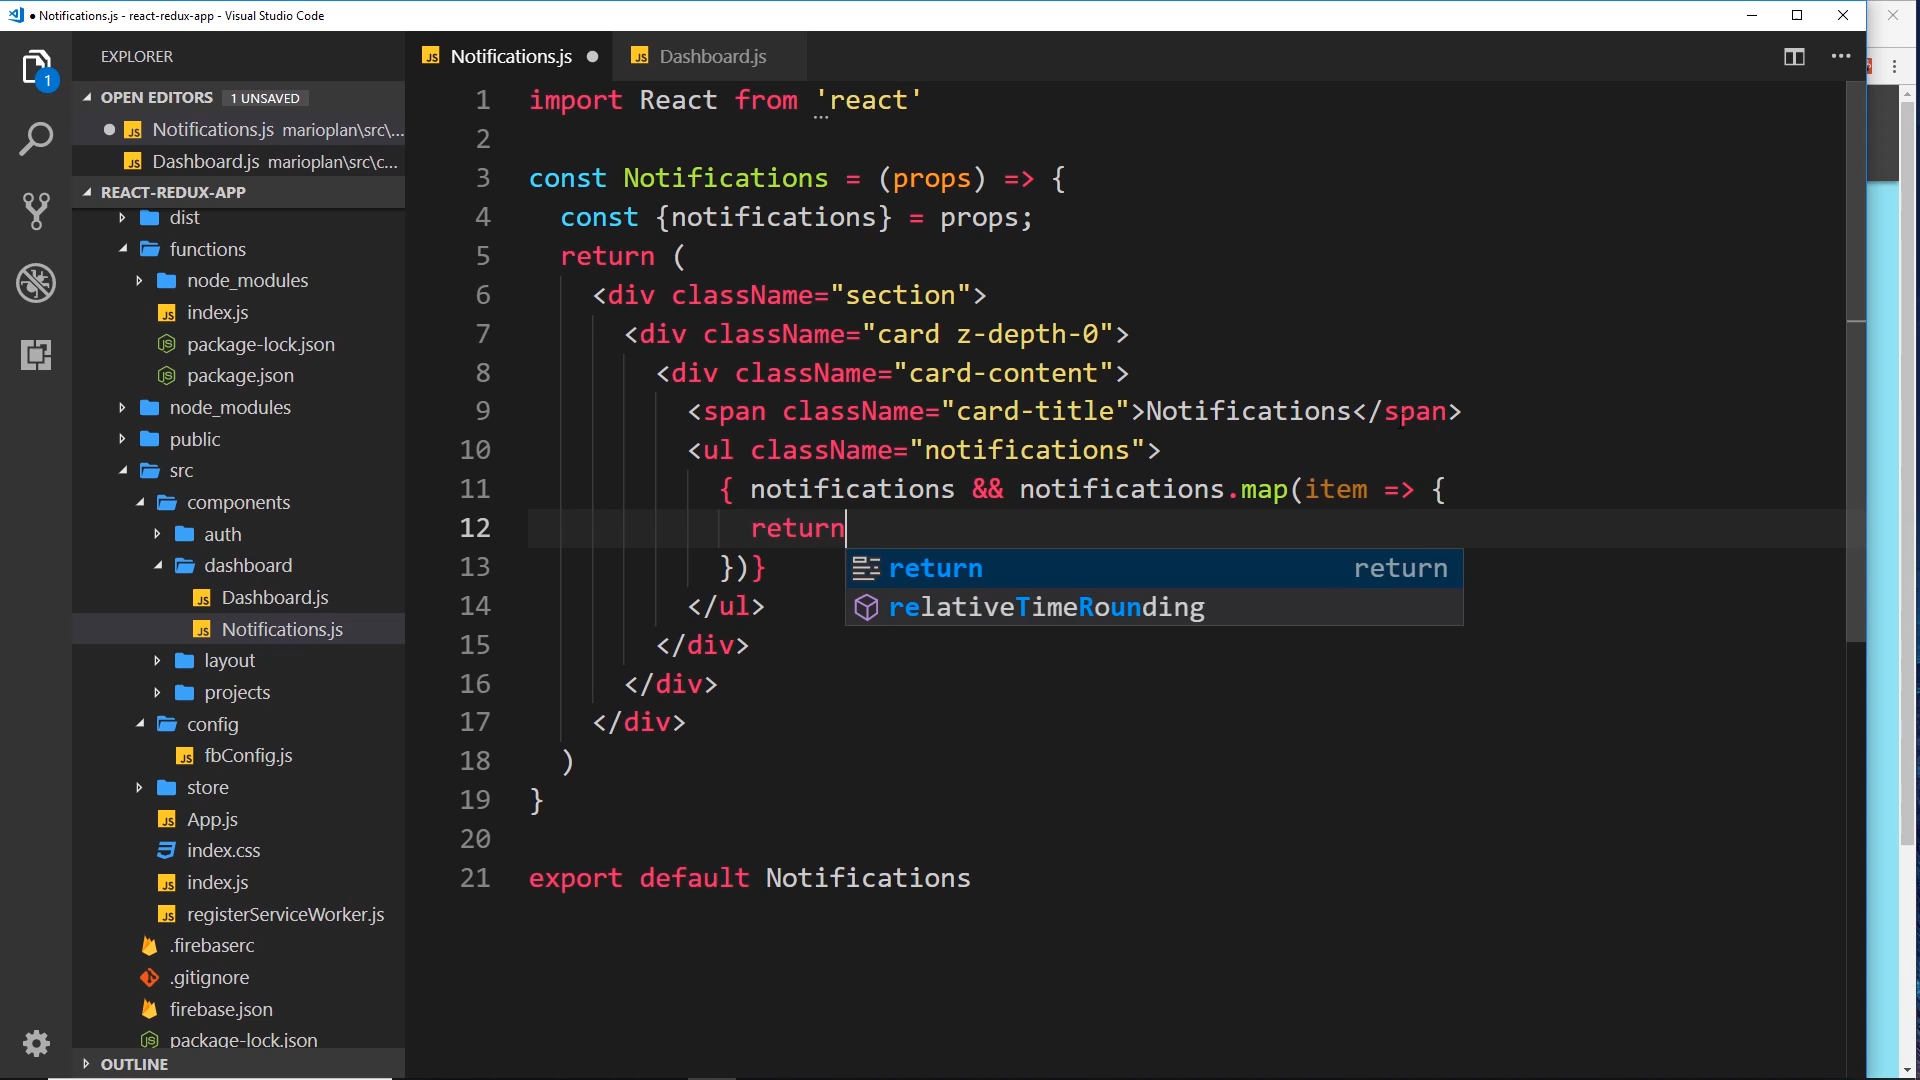 ● Notifications.js - react-redux-app - Visual Studio Code
EXPLORER
1
OPEN EDITORS 1 UNSAVED
Notifications.js marioplan\src\...
Dashboard.js marioplan\src\c...
REACT-REDUX-APP
dist
functions
node_modules
index.js
package-lock.json
package.json
node_modules
public
src
components
auth
dashboard
Dashboard.js
Notifications.js
layout
projects
config
fbConfig.js
store
App.js
index.css
index.js
registerServiceWorker.js
.firebaserc
.gitignore
firebase.json
package-lock.json
OUTLINE
Notifications.js ●
Dashboard.js
1 import React from 'react'
2
3 const Notifications = (props) => {
4 const {notifications} = props;
5 return (
6 <div className="section">
7 <div className="card z-depth-0">
8 <div className="card-content">
9 <span className="card-title">Notifications</span>
10 <ul className="notifications">
11 { notifications && notifications.map(item => {
12 return
13 })}
return return
relativeTimeRounding
14 </ul>
15 </div>
16 </div>
17 </div>
18 )
19 }
20
21 export default Notifications